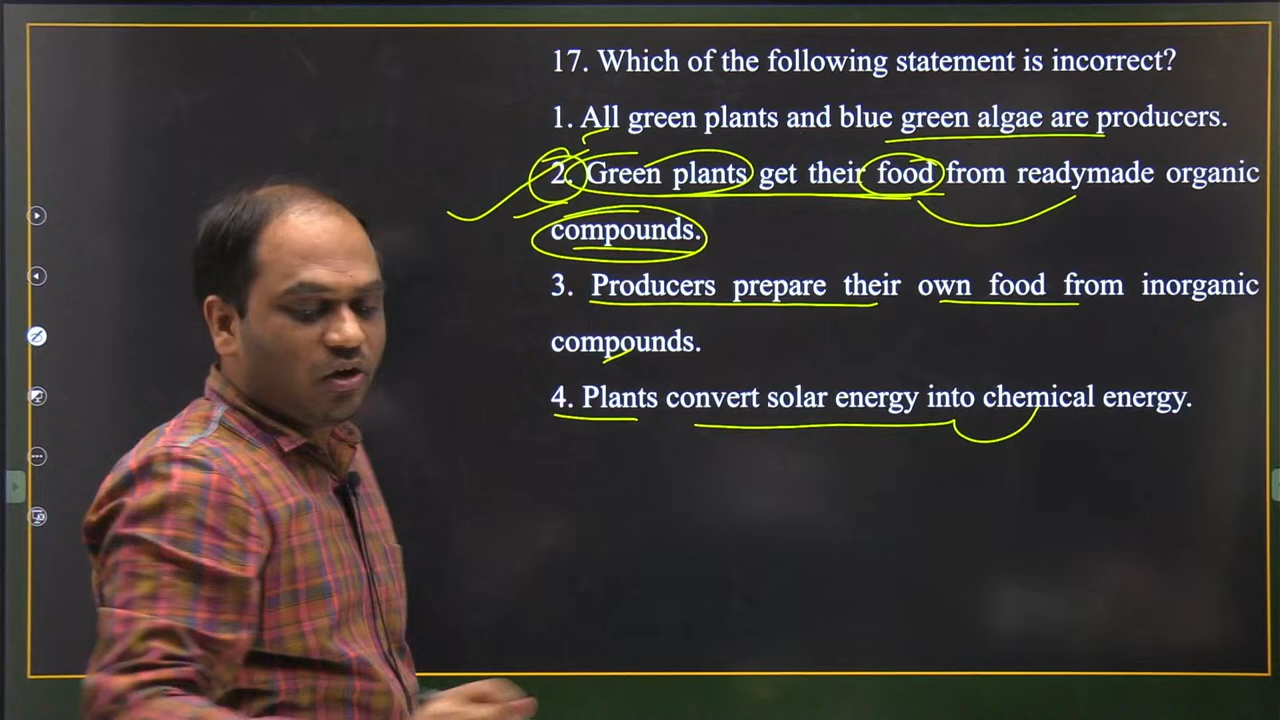 17. Which of the following statement is incorrect?
1. All green plants and blue green algae are producers.
2. Green plants get their food from readymade organic
compounds.
3. Producers prepare their own food from inorganic
compounds.
4. Plants convert solar energy into chemical energy.